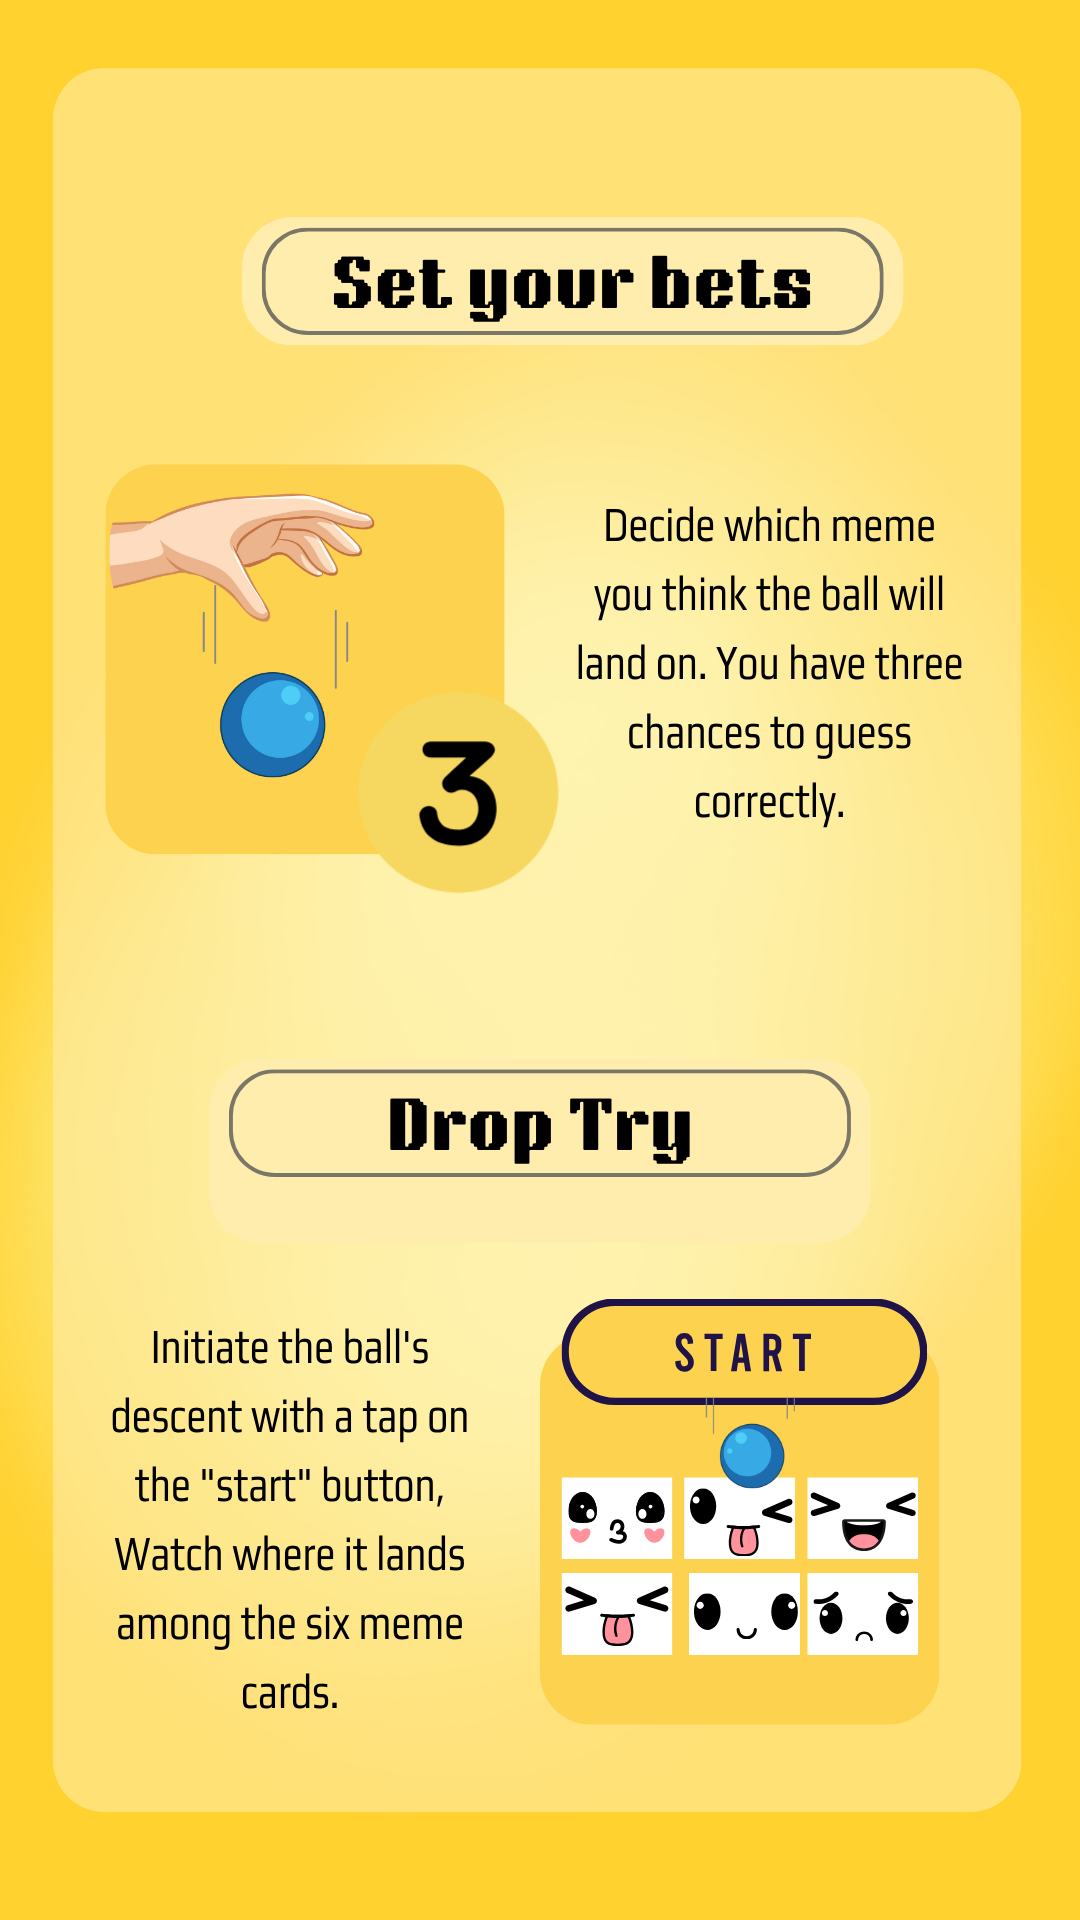 Set your bets
Decide which meme
you think the ball will
land on. You have three
chances to guess
correctly.
3
Drop Try
Initiate the ball's
descent with a tap on
the "start" button,
Watch where it lands
among the six meme
cards.
START